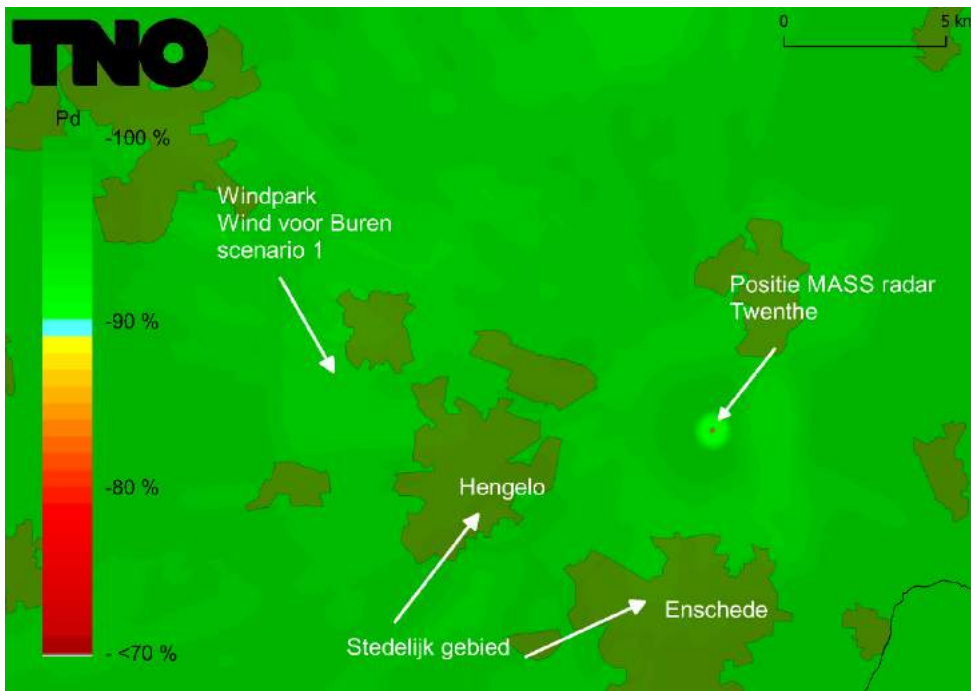 TNO
0 5 km
Pd
-100 %
Windpark
Wind voor Buren
scenario 1
Positie MASS radar
Twenthe
-90 %
-80 %
Hengelo
Enschede
Stedelijk gebied
- <70 %